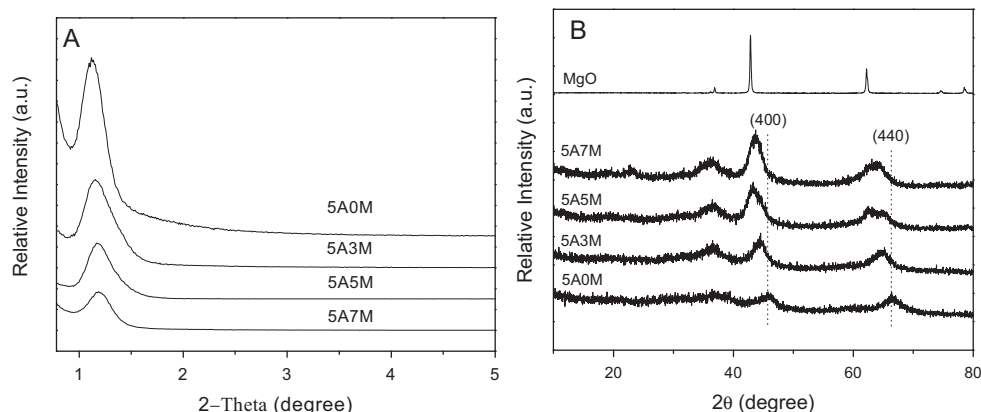 A
Relative Intensity (a.u.)
5A0M
5A3M
5A5M
5A7M
1 2 3 4 5
2–Theta (degree)
B
Relative Intensity (a.u.)
MgO
(400)
(440)
5A7M
5A5M
5A3M
5A0M
20 40 60 80
2θ (degree)